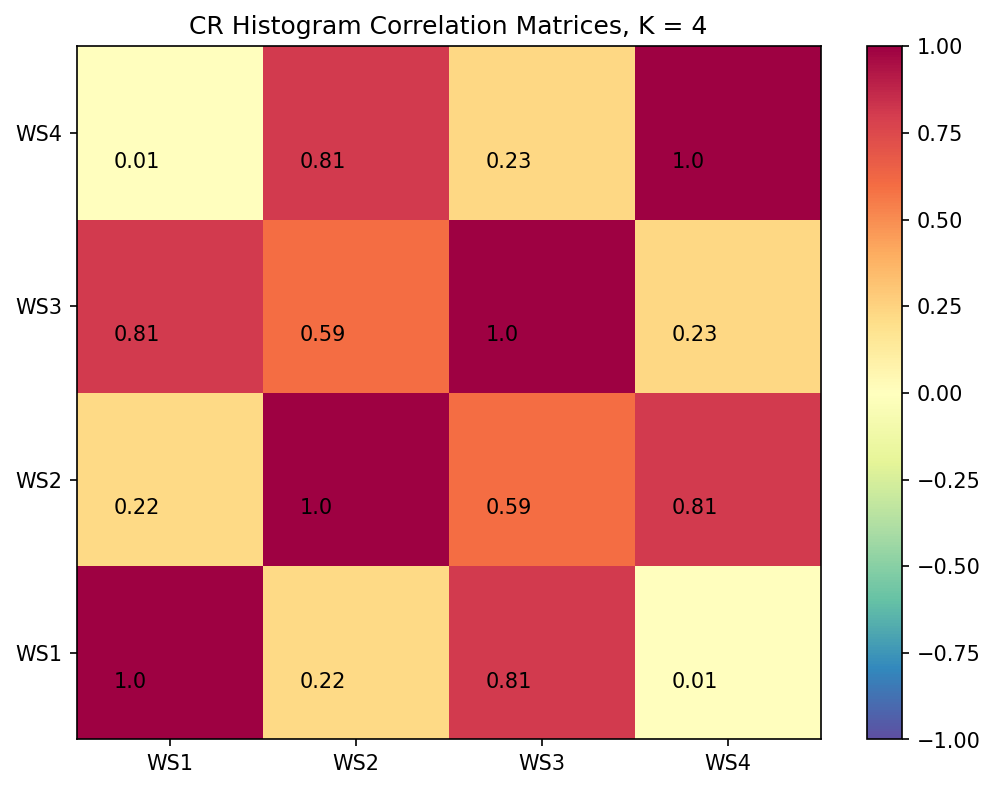 CR Histogram Correlation Matrices, K = 4
WS4
0.01 0.81 0.23 1.0
WS3
0.81 0.59 1.0 0.23
WS2
0.22 1.0 0.59 0.81
WS1
1.0 0.22 0.81 0.01
WS1 WS2 WS3 WS4
1.00
0.75
0.50
0.25
0.00
−0.25
−0.50
−0.75
−1.00